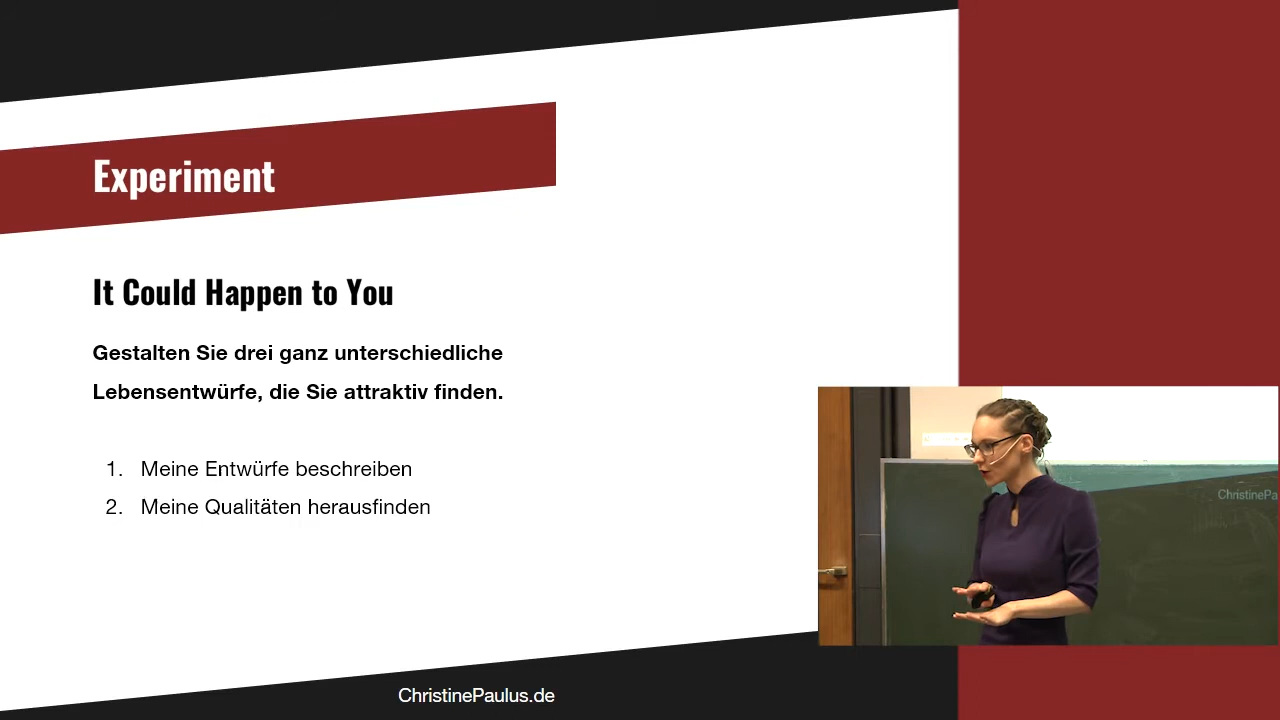 Experiment
It Could Happen to You
Gestalten Sie drei ganz unterschiedliche
Lebensentwürfe, die Sie attraktiv finden.
1. Meine Entwürfe beschreiben
2. Meine Qualitäten herausfinden
ChristinePa
ChristinePaulus.de